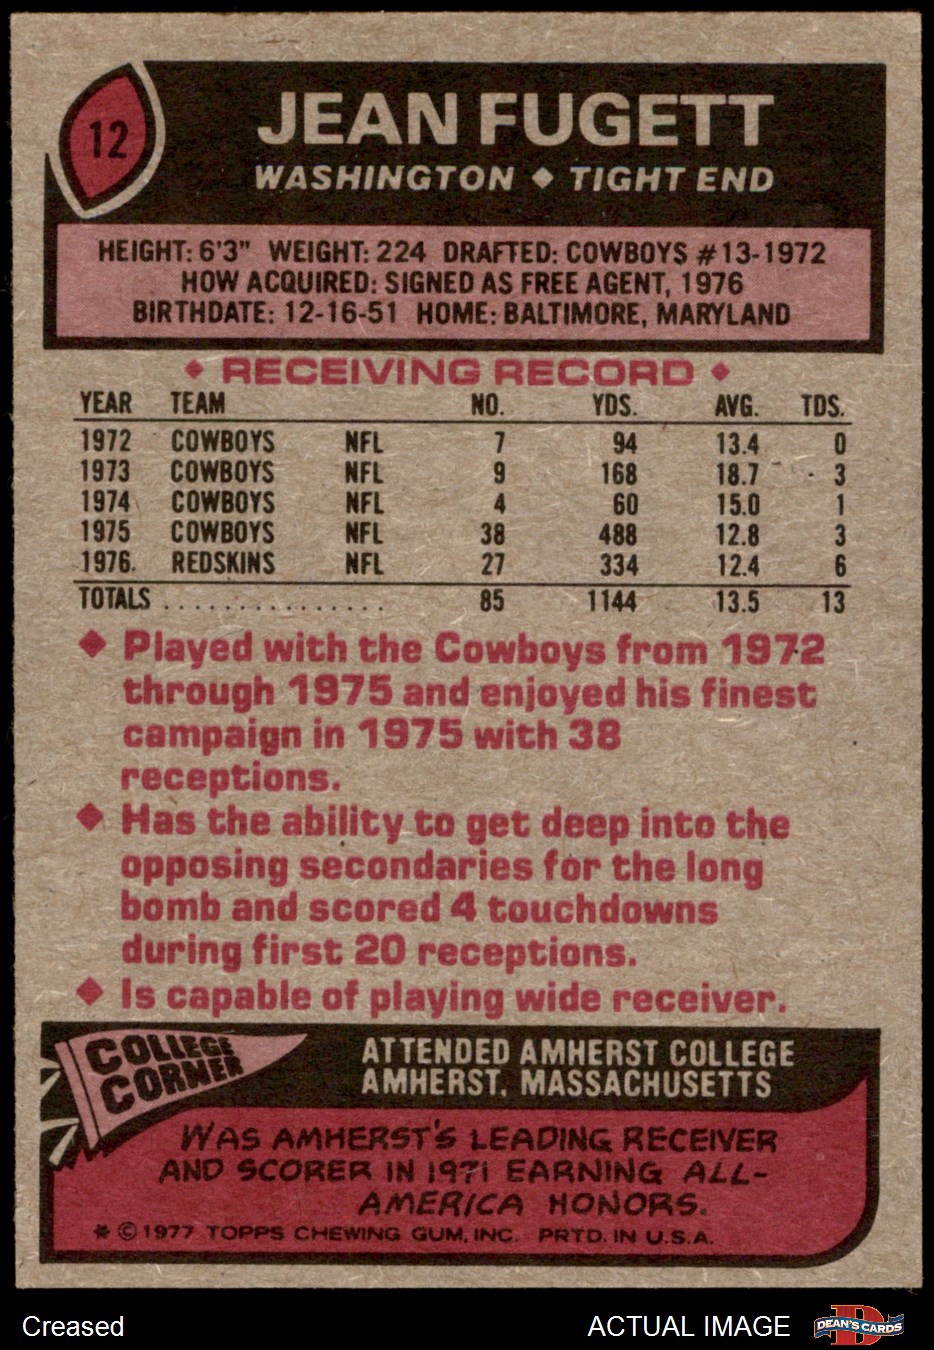 12
JEAN FUGETT
WASHINGTON ◆ TIGHT END
HEIGHT: 6'3" WEIGHT: 224 DRAFTED: COWBOYS #13-1972
HOW ACQUIRED: SIGNED AS FREE AGENT, 1976
BIRTHDATE: 12-16-51 HOME: BALTIMORE, MARYLAND
◆ RECEIVING RECORD ◆
YEAR TEAM NO. YDS. AVG. TDS.
1972 COWBOYS NFL 7 94 13.4 0
1973 COWBOYS NFL 9 168 18.7 3
1974 COWBOYS NFL 4 60 15.0 1
1975 COWBOYS NFL 38 488 12.8 3
1976. REDSKINS NFL 27 334 12.4 6
TOTALS ................ 85 1144 13.5 13
◆ Played with the Cowboys from 1972
through 1975 and enjoyed his finest
campaign in 1975 with 38
receptions.
◆ Has the ability to get deep into the
opposing secondaries for the long
bomb and scored 4 touchdowns
during first 20 receptions.
◆ Is capable of playing wide receiver.
COLLEGE
CORNER
ATTENDED AMHERST COLLEGE
AMHERST, MASSACHUSETTS
WAS AMHERST'S LEADING RECEIVER
AND SCORER IN 1971 EARNING ALL-
AMERICA HONORS.
* © 1977 TOPPS CHEWING GUM, INC. PRTD. IN U.S.A.
Creased
ACTUAL IMAGE
D
DEAN'S CARDS